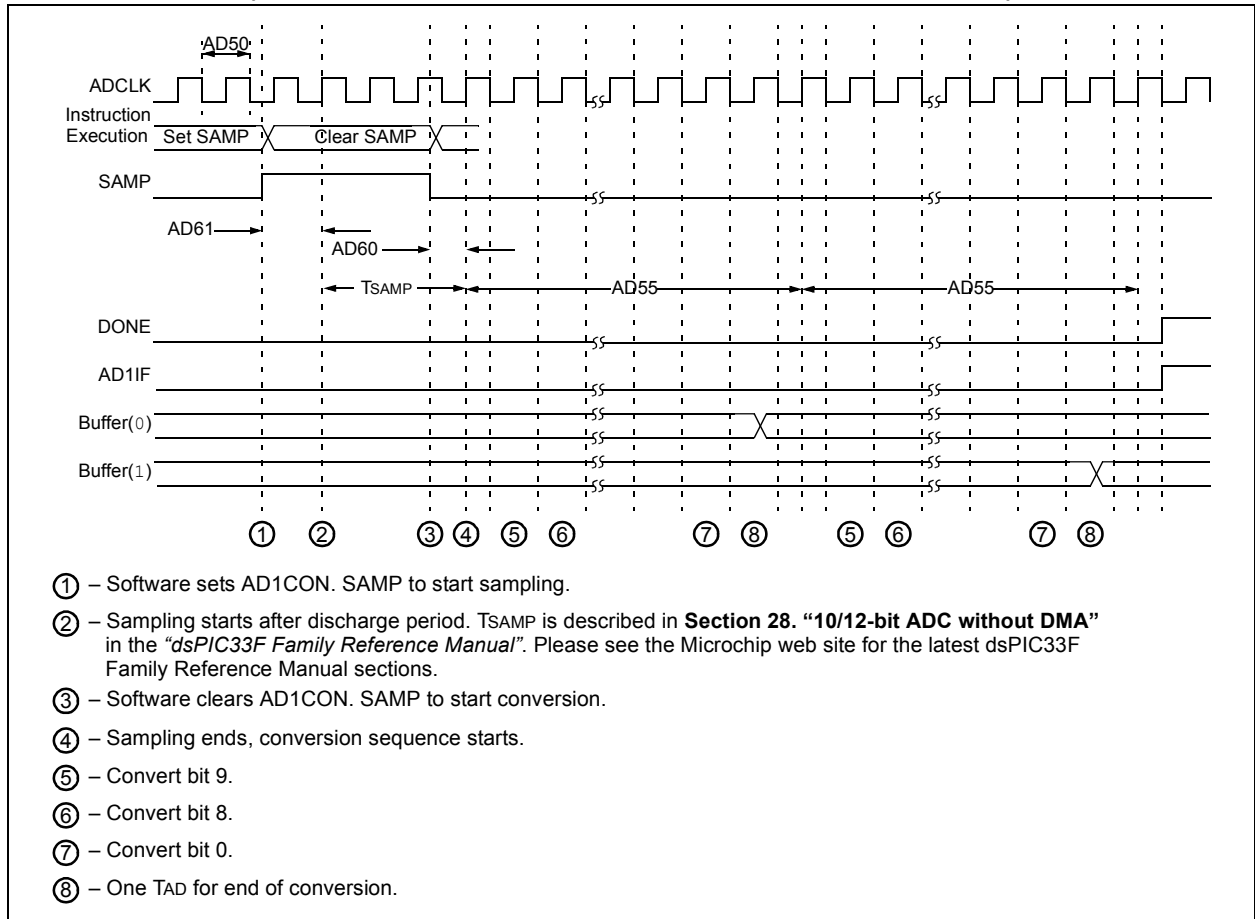 AD50
ADCLK
Instruction
Execution
Set SAMP
Clear SAMP
SAMP
AD61
AD60
TSAMP
AD55
AD55
DONE
AD1IF
Buffer(0)
Buffer(1)
1 2 3 4 5 6 7 8 5 6 7 8
1 – Software sets AD1CON. SAMP to start sampling.
2 – Sampling starts after discharge period. TSAMP is described in Section 28. “10/12-bit ADC without DMA”
in the “dsPIC33F Family Reference Manual”. Please see the Microchip web site for the latest dsPIC33F
Family Reference Manual sections.
3 – Software clears AD1CON. SAMP to start conversion.
4 – Sampling ends, conversion sequence starts.
5 – Convert bit 9.
6 – Convert bit 8.
7 – Convert bit 0.
8 – One TAD for end of conversion.